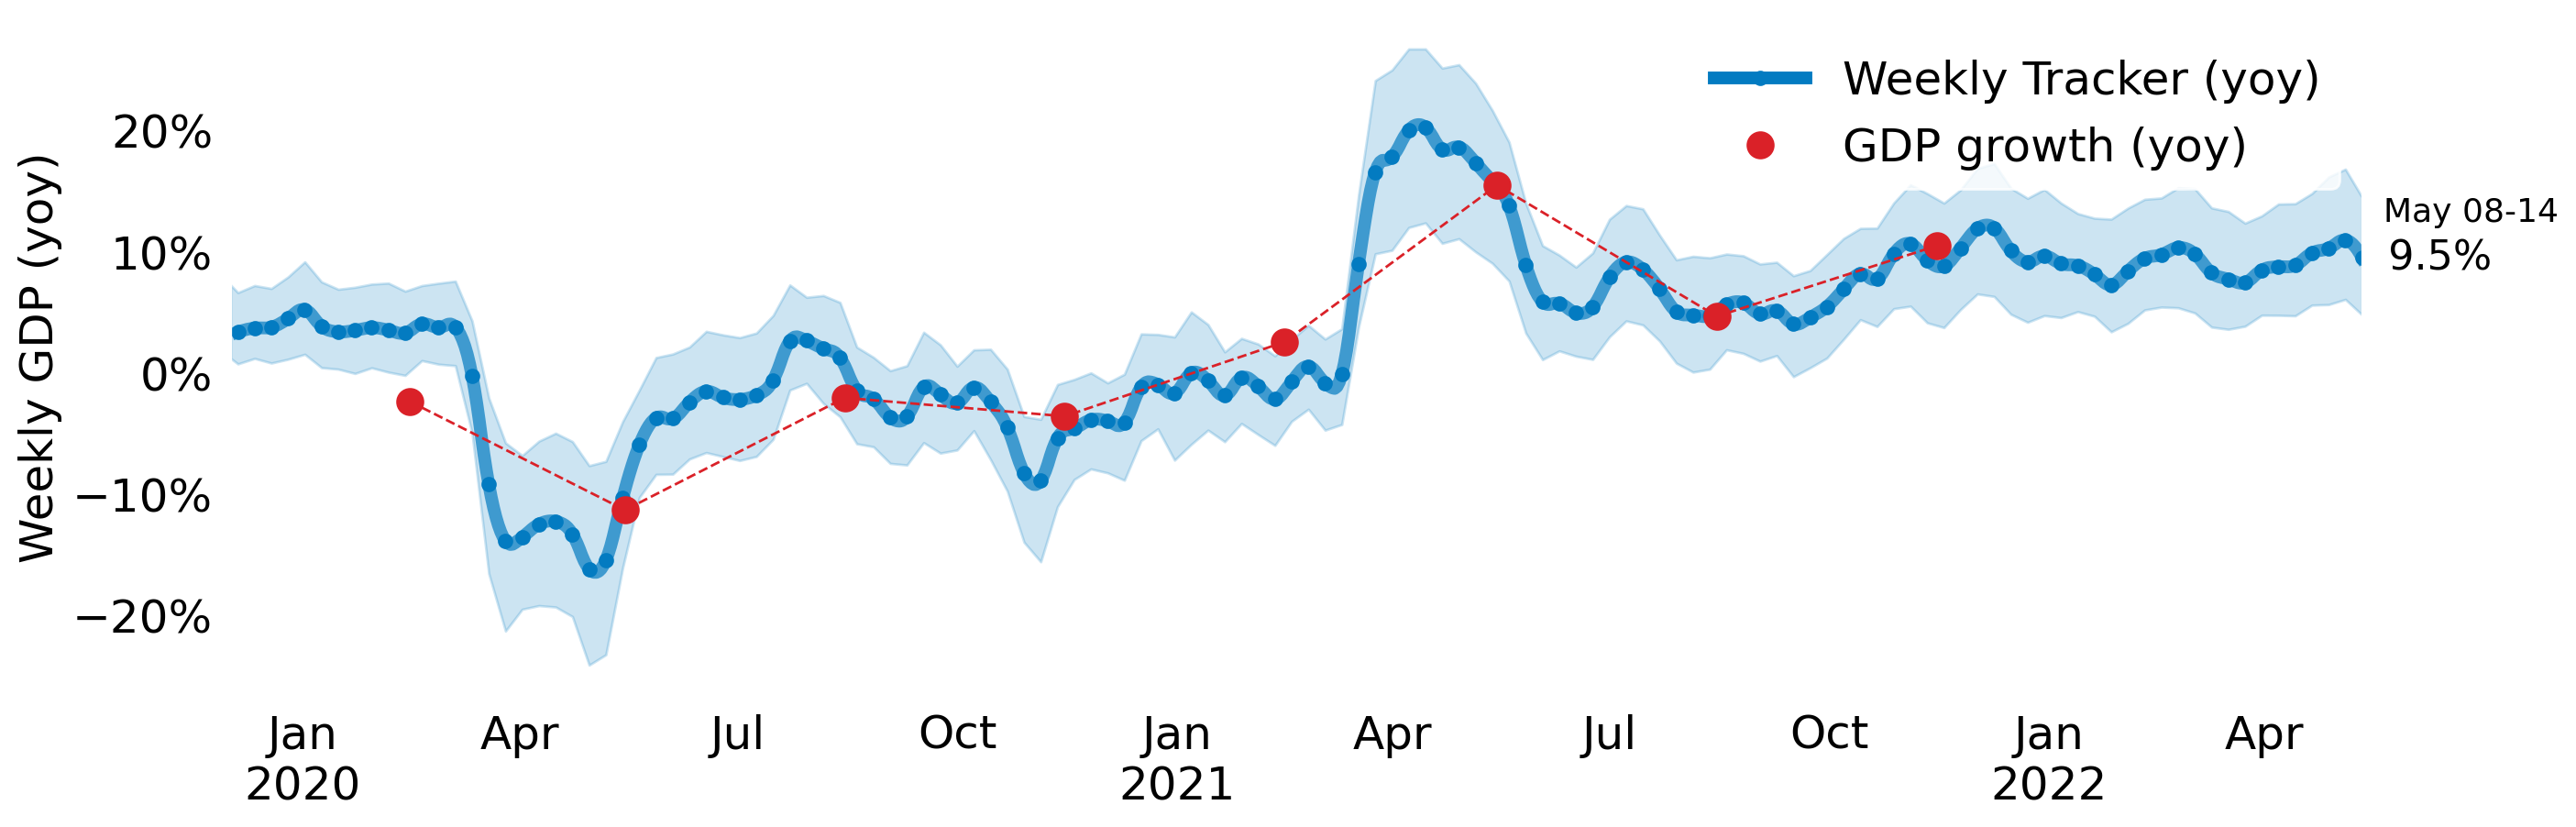 Weekly Tracker (yoy)
GDP growth (yoy)
Weekly GDP (yoy)
20%
10%
0%
−10%
−20%
May 08-14
9.5%
Jan
2020
Apr
Jul
Oct
Jan
2021
Apr
Jul
Oct
Jan
2022
Apr